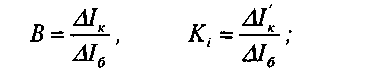 B = ΔIк / ΔIб , Ki = ΔI′к / ΔIб ;